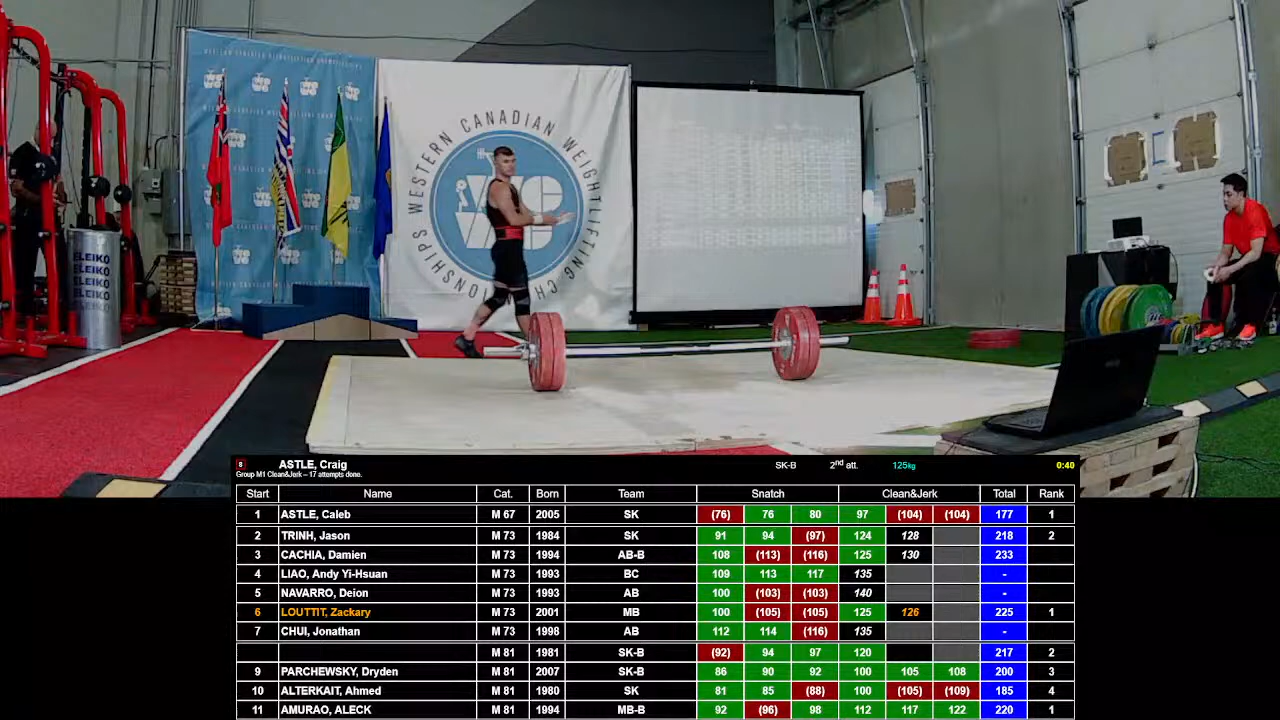 WESTERN CANADIAN WEIGHTLIFTING CHAMPIONSHIPS
WC
WC
ELEIKO
ELEIKO
ELEIKO
ELEIKO
8 ASTLE, Craig SK-B 2nd att. 125kg 0:40
Group M1 Clean&Jerk – 17 attempts done.
Start Name Cat. Born Team Snatch Clean&Jerk Total Rank
1 ASTLE, Caleb M 67 2005 SK (76) 76 80 97 (104) (104) 177 1
2 TRINH, Jason M 73 1984 SK 91 94 (97) 124 128 218 2
3 CACHIA, Damien M 73 1994 AB-B 108 (113) (116) 125 130 233
4 LIAO, Andy Yi-Hsuan M 73 1993 BC 109 113 117 135 -
5 NAVARRO, Deion M 73 1993 AB 100 (103) (103) 140 -
6 LOUTTIT, Zackary M 73 2001 MB 100 (105) (105) 125 126 225 1
7 CHUI, Jonathan M 73 1998 AB 112 114 (116) 135 -
M 81 1981 SK-B (92) 94 97 120 217 2
9 PARCHEWSKY, Dryden M 81 2007 SK-B 86 90 92 100 105 108 200 3
10 ALTERKAIT, Ahmed M 81 1980 SK 81 85 (88) 100 (105) (109) 185 4
11 AMURAO, ALECK M 81 1994 MB-B 92 (96) 98 112 117 122 220 1